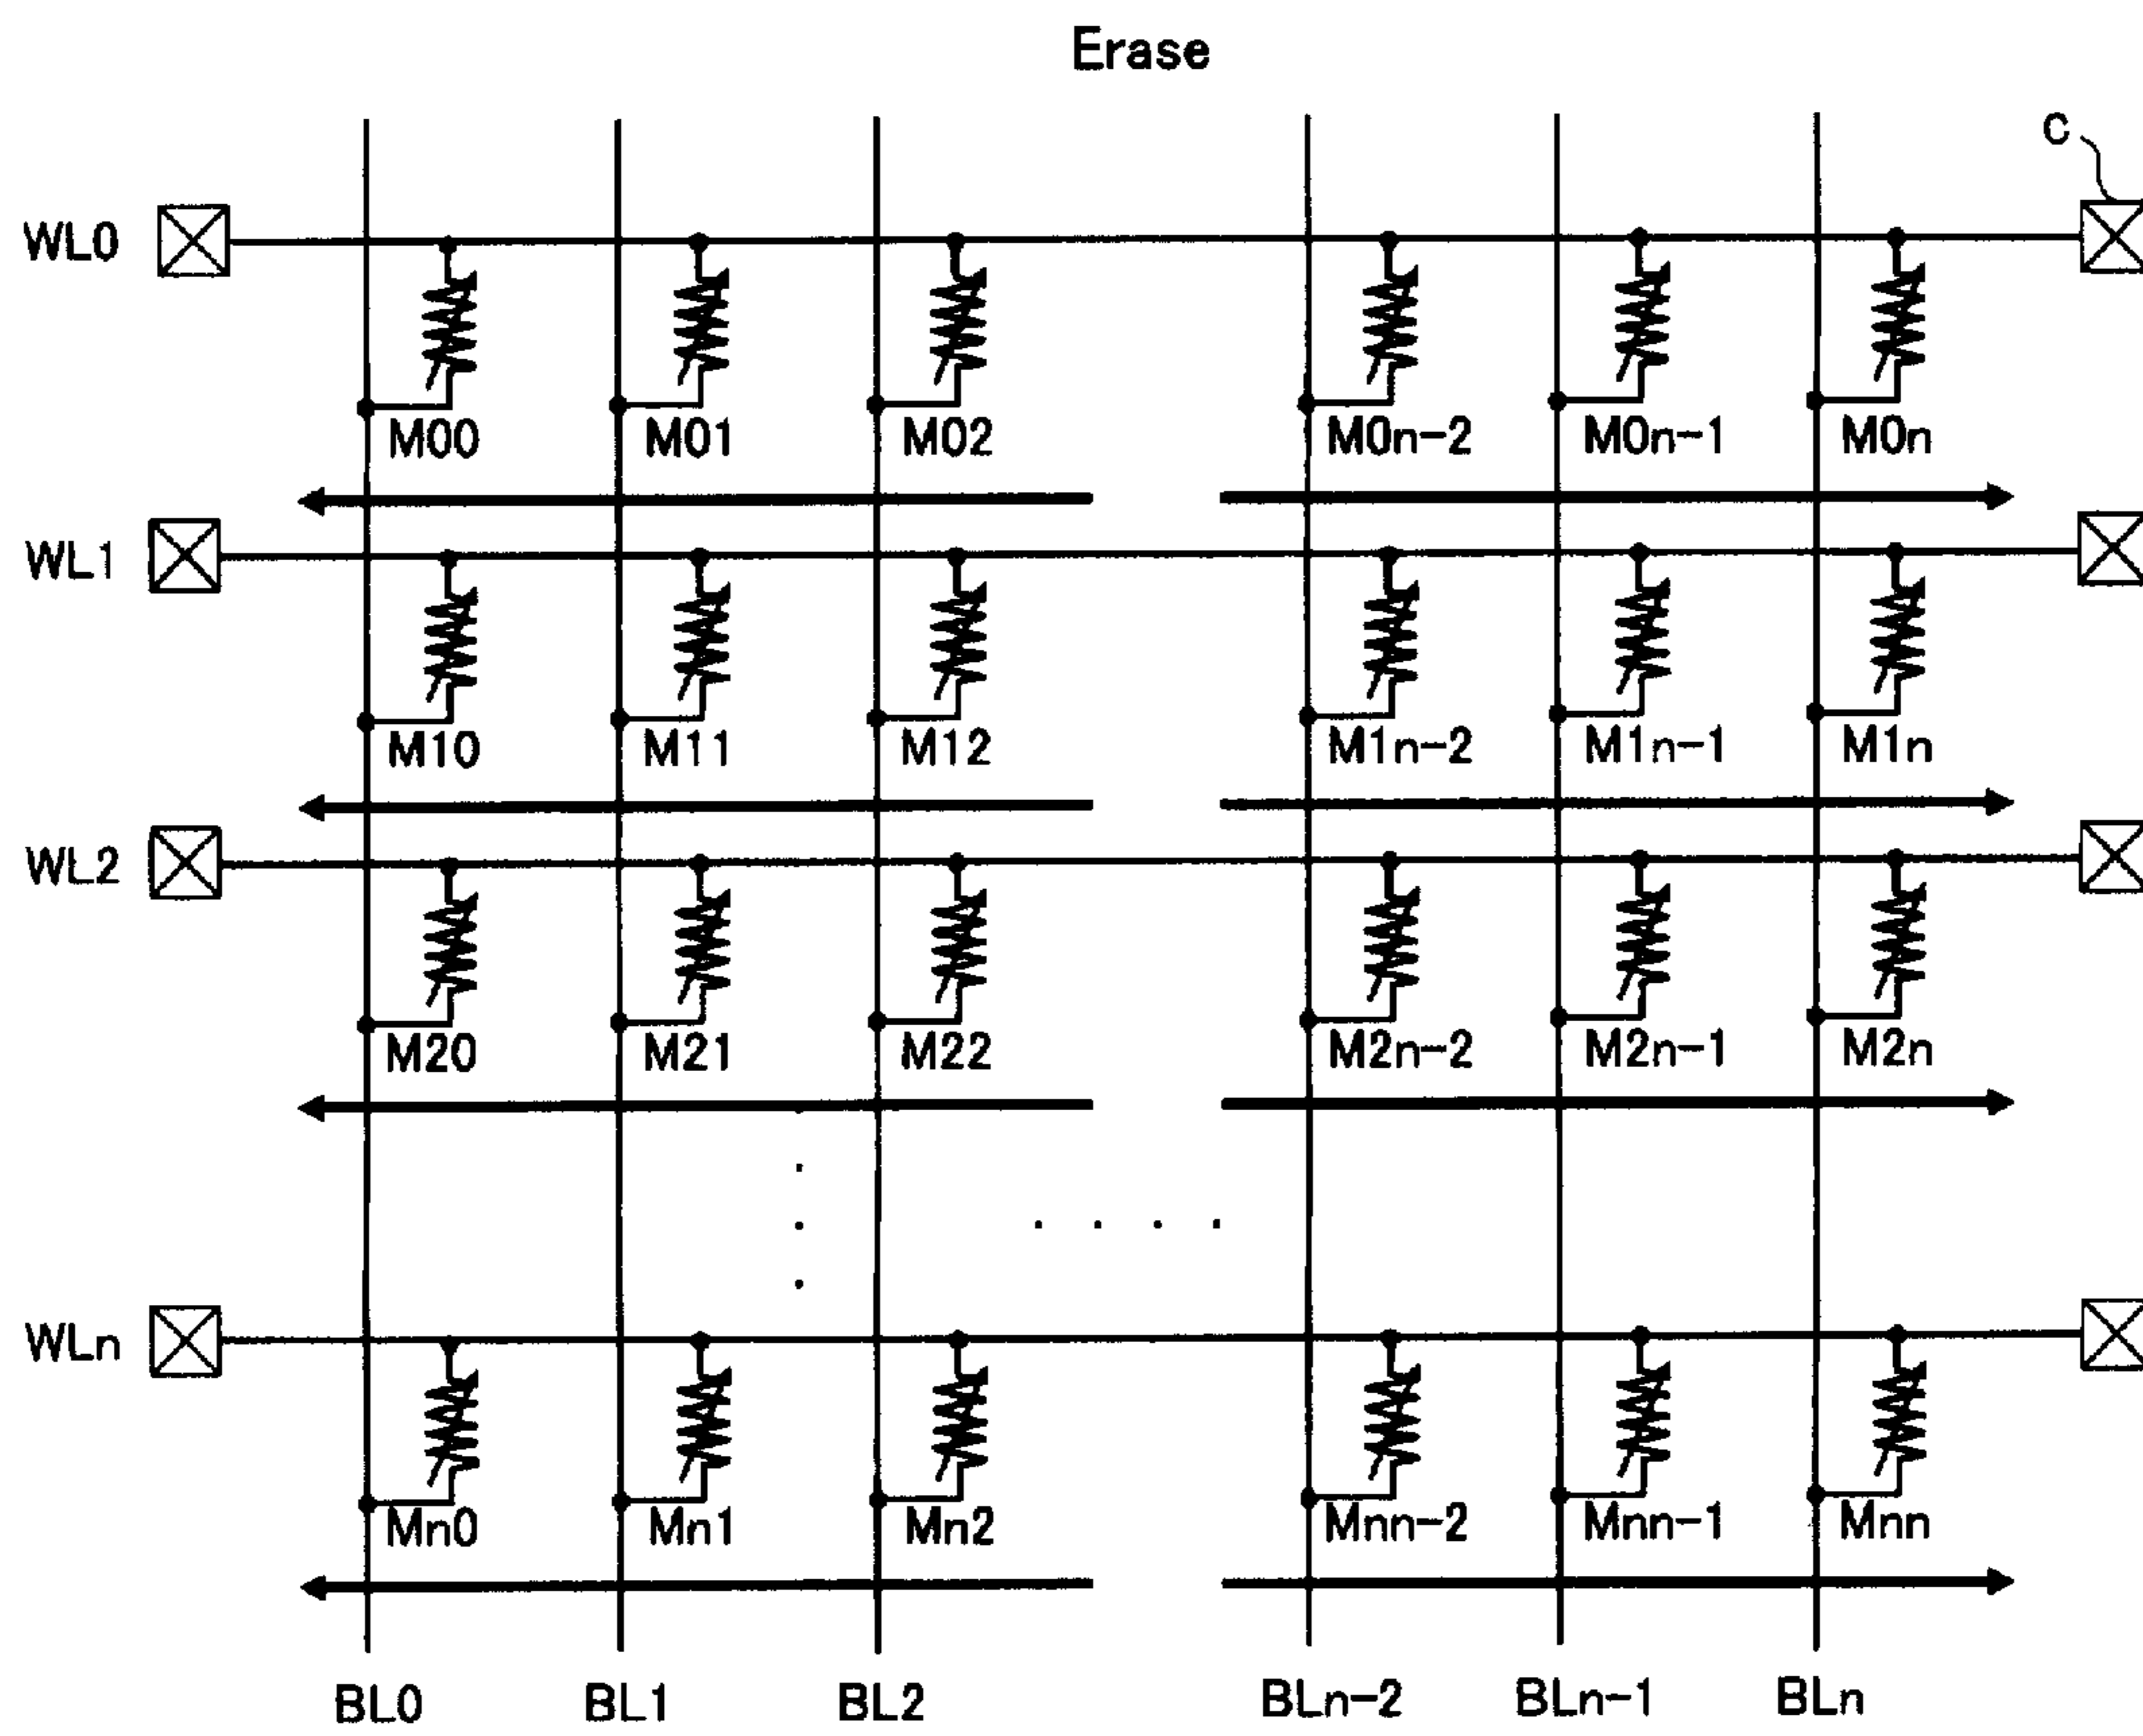 Erase
C
WL0
M00 M01 M02 M0n-2 M0n-1 M0n
WL1
M10 M11 M12 M1n-2 M1n-1 M1n
WL2
M20 M21 M22 M2n-2 M2n-1 M2n
. . . .
WLn
Mn0 Mn1 Mn2 Mnn-2 Mnn-1 Mnn
BL0 BL1 BL2 BLn-2 BLn-1 BLn